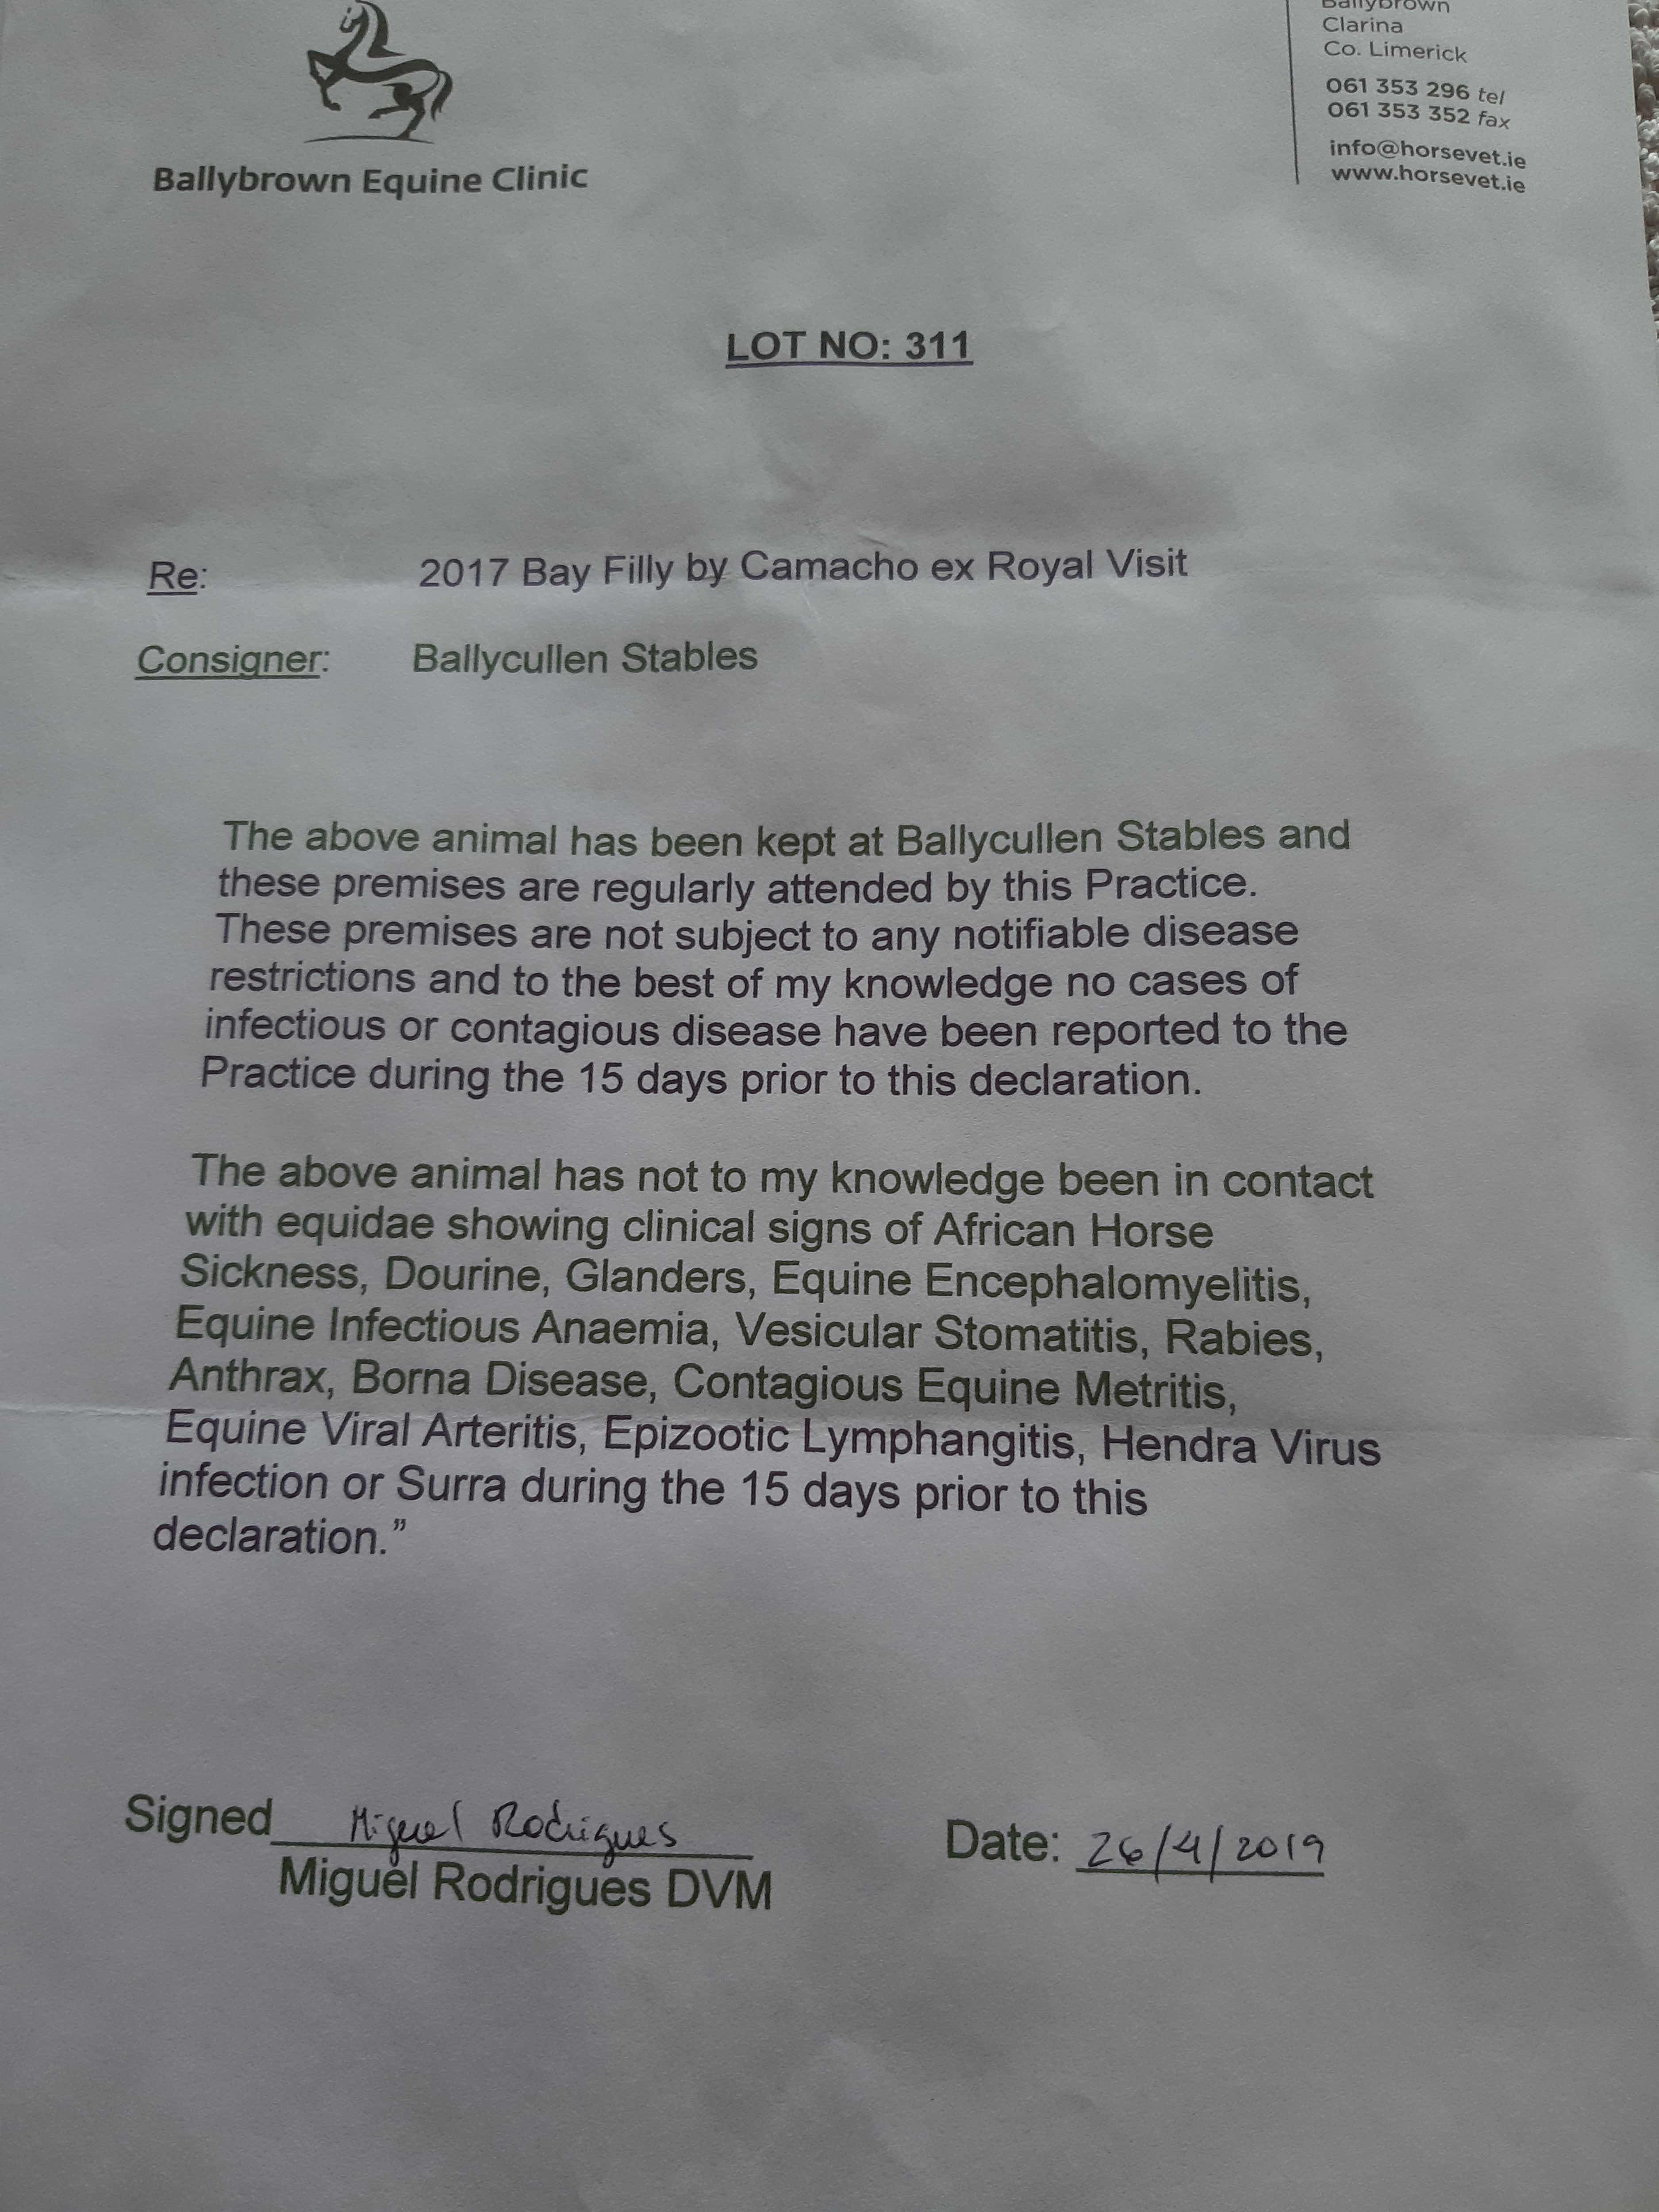 Ballybrown
Clarina
Co. Limerick
061 353 296 tel
061 353 352 fax
info@horsevet.ie
www.horsevet.ie
Ballybrown Equine Clinic
LOT NO: 311
Re: 2017 Bay Filly by Camacho ex Royal Visit
Consigner: Ballycullen Stables
The above animal has been kept at Ballycullen Stables and
these premises are regularly attended by this Practice.
These premises are not subject to any notifiable disease
restrictions and to the best of my knowledge no cases of
infectious or contagious disease have been reported to the
Practice during the 15 days prior to this declaration.
The above animal has not to my knowledge been in contact
with equidae showing clinical signs of African Horse
Sickness, Dourine, Glanders, Equine Encephalomyelitis,
Equine Infectious Anaemia, Vesicular Stomatitis, Rabies,
Anthrax, Borna Disease, Contagious Equine Metritis,
Equine Viral Arteritis, Epizootic Lymphangitis, Hendra Virus
infection or Surra during the 15 days prior to this
declaration.”
Signed Miguel Rodrigues Date: 26/4/2019
Miguel Rodrigues DVM